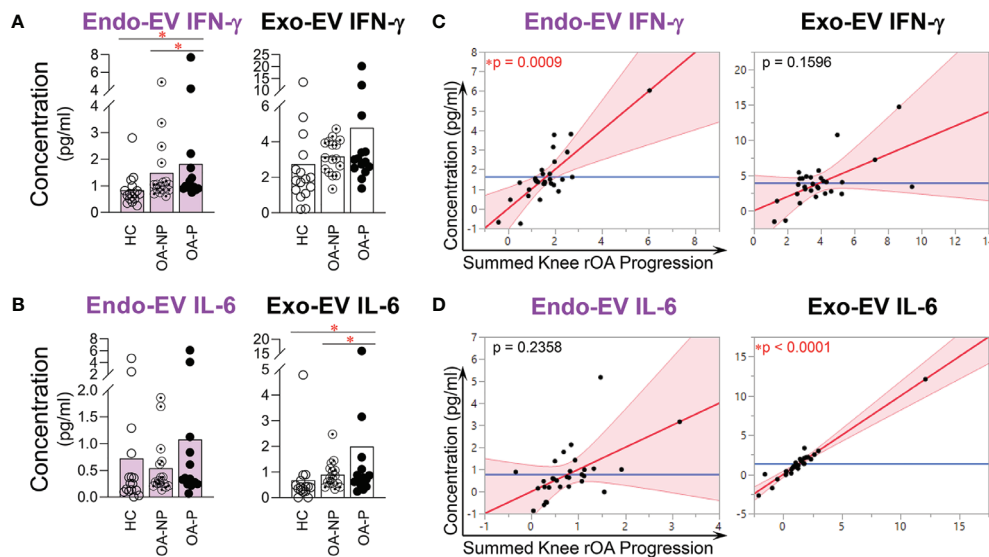 A
Endo-EV IFN-γ
Exo-EV IFN-γ
Concentration
(pg/ml)
8
6
4
4
3
2
1
0
*
*
HC
OA-NP
OA-P
25
20
15
10
6
4
2
0
HC
OA-NP
OA-P
C
Endo-EV IFN-γ
Exo-EV IFN-γ
Concentration (pg/ml)
*p = 0.0009
8
7
6
5
4
3
2
1
0
-1
0 2 4 6 8
p = 0.1596
20
15
10
5
0
0 2 4 6 8 10 12 14
Summed Knee rOA Progression
B
Endo-EV IL-6
Exo-EV IL-6
Concentration
(pg/ml)
8
6
4
2
2.0
1.5
1.0
0.5
0.0
HC
OA-NP
OA-P
*
*
20
15
6
4
2
0
HC
OA-NP
OA-P
D
Endo-EV IL-6
Exo-EV IL-6
Concentration (pg/ml)
p = 0.2358
7
6
5
4
3
2
1
0
-1
-1 0 1 2 3 4
*p < 0.0001
15
10
5
0
0 5 10 15
Summed Knee rOA Progression